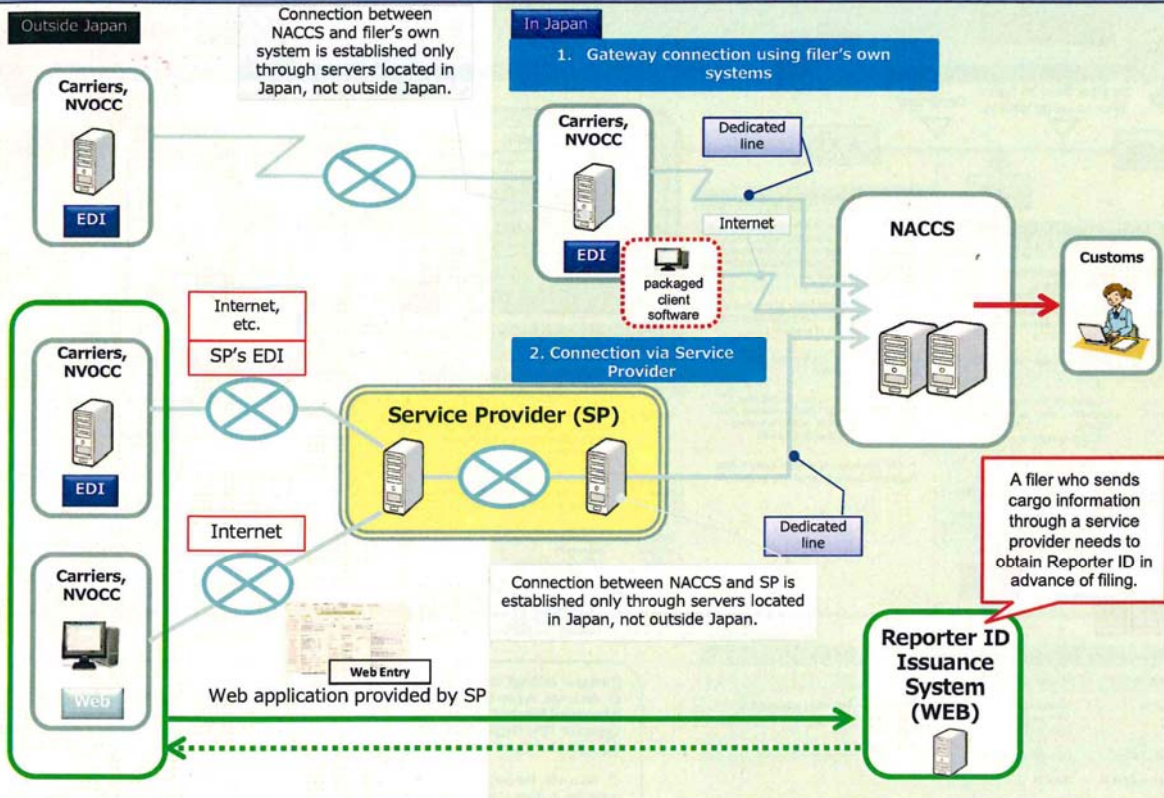 Outside Japan
Connection between
NACCS and filer's own
system is established only
through servers located in
Japan, not outside Japan.
In Japan
1. Gateway connection using filer's own
systems
Carriers,
NVOCC
EDI
Carriers,
NVOCC
EDI
packaged
client
software
Dedicated
line
Internet
NACCS
Customs
Internet,
etc.
SP's EDI
2. Connection via Service
Provider
Carriers,
NVOCC
EDI
Service Provider (SP)
Dedicated
line
A filer who sends
cargo information
through a service
provider needs to
obtain Reporter ID in
advance of filing.
Internet
Carriers,
NVOCC
Web
Connection between NACCS and SP is
established only through servers located
in Japan, not outside Japan.
Web Entry
Web application provided by SP
Reporter ID
Issuance
System
(WEB)